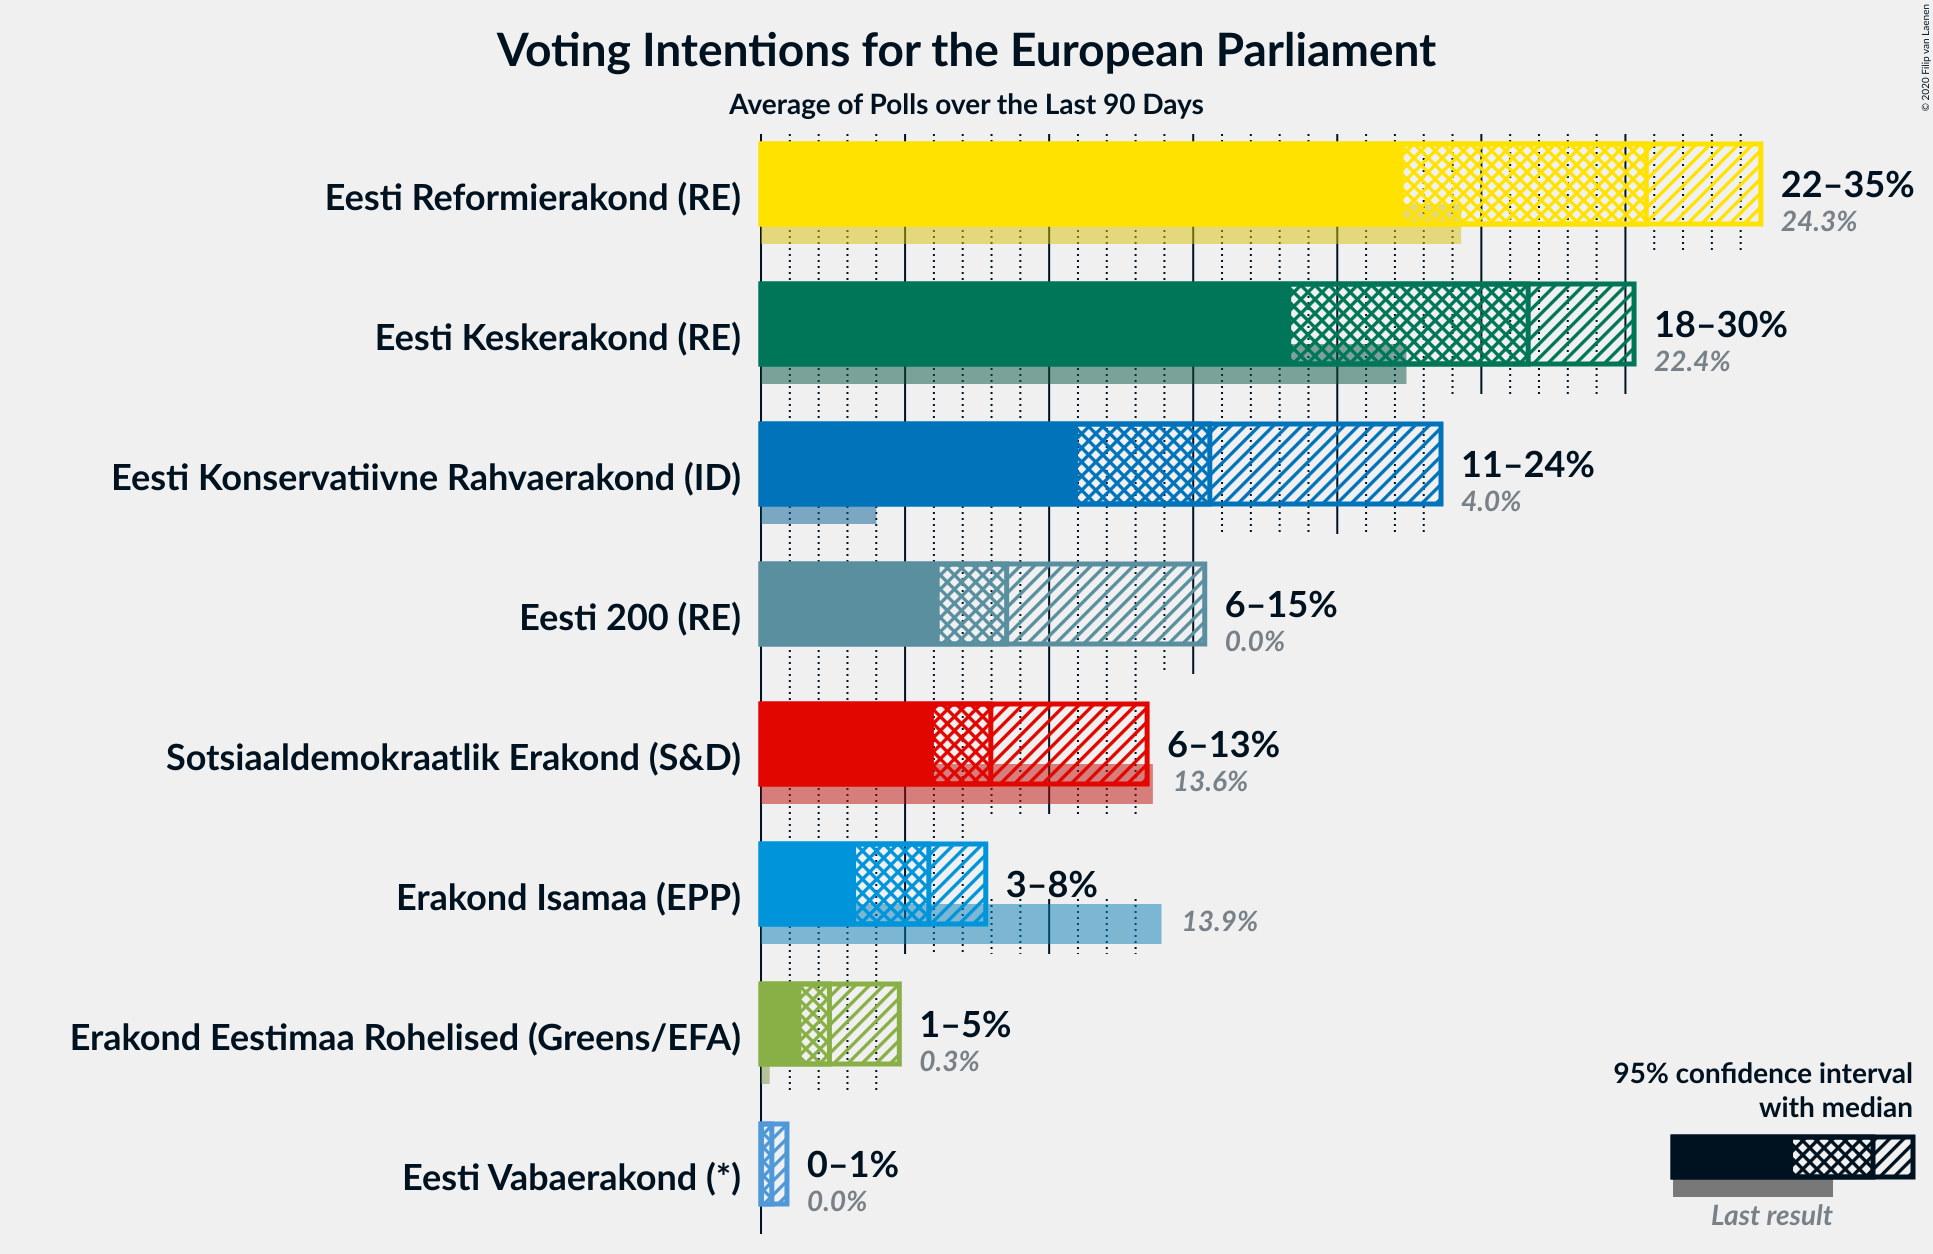 © 2020 Filip van Laenen
Voting Intentions for the European Parliament
Average of Polls over the Last 90 Days
Eesti Reformierakond (RE)
22–35%
24.3%
Eesti Keskerakond (RE)
18–30%
22.4%
Eesti Konservatiivne Rahvaerakond (ID)
11–24%
4.0%
Eesti 200 (RE)
6–15%
0.0%
Sotsiaaldemokraatlik Erakond (S&D)
6–13%
13.6%
Erakond Isamaa (EPP)
3–8%
13.9%
Erakond Eestimaa Rohelised (Greens/EFA)
1–5%
0.3%
Eesti Vabaerakond (*)
0–1%
0.0%
95% confidence interval
with median
Last result